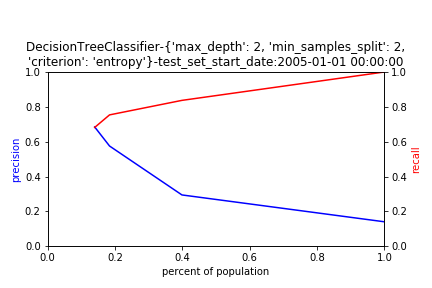 DecisionTreeClassifier-{'max_depth': 2, 'min_samples_split': 2,
'criterion': 'entropy'}-test_set_start_date:2005-01-01 00:00:00
1.0
0.8
0.6
0.4
0.2
0.0
precision
1.0
0.8
0.6
0.4
0.2
0.0
recall
0.0 0.2 0.4 0.6 0.8 1.0
percent of population